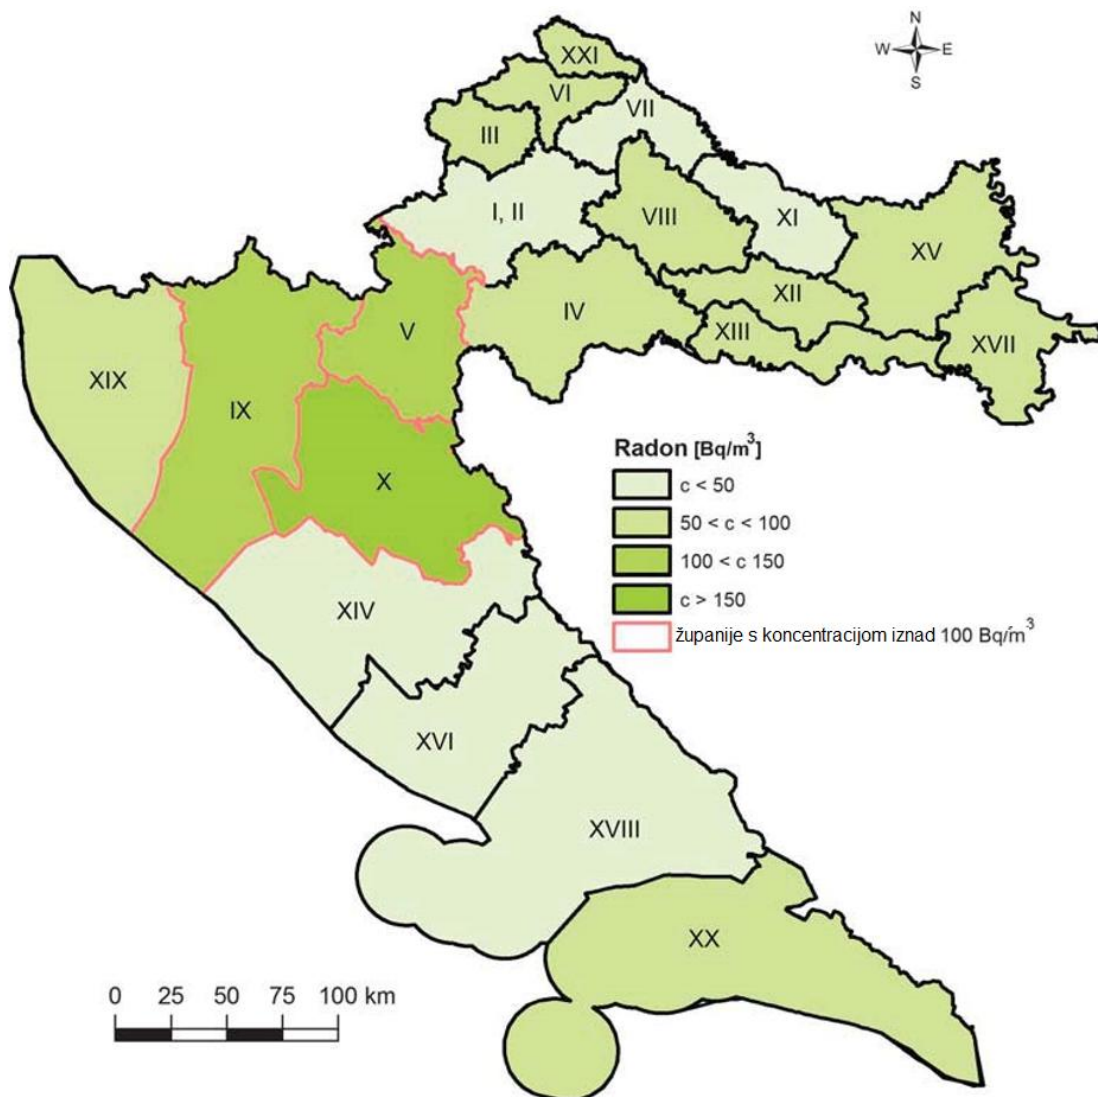 N
W E
S
XXI
VI
VII
III
I, II
VIII
XI
XV
XII
IV
XIII
V
XVII
XIX
IX
X
Radon [Bq/m³]
c < 50
50 < c < 100
100 < c 150
c > 150
županije s koncentracijom iznad 100 Bq/m³
XIV
XVI
XVIII
XX
0 25 50 75 100 km